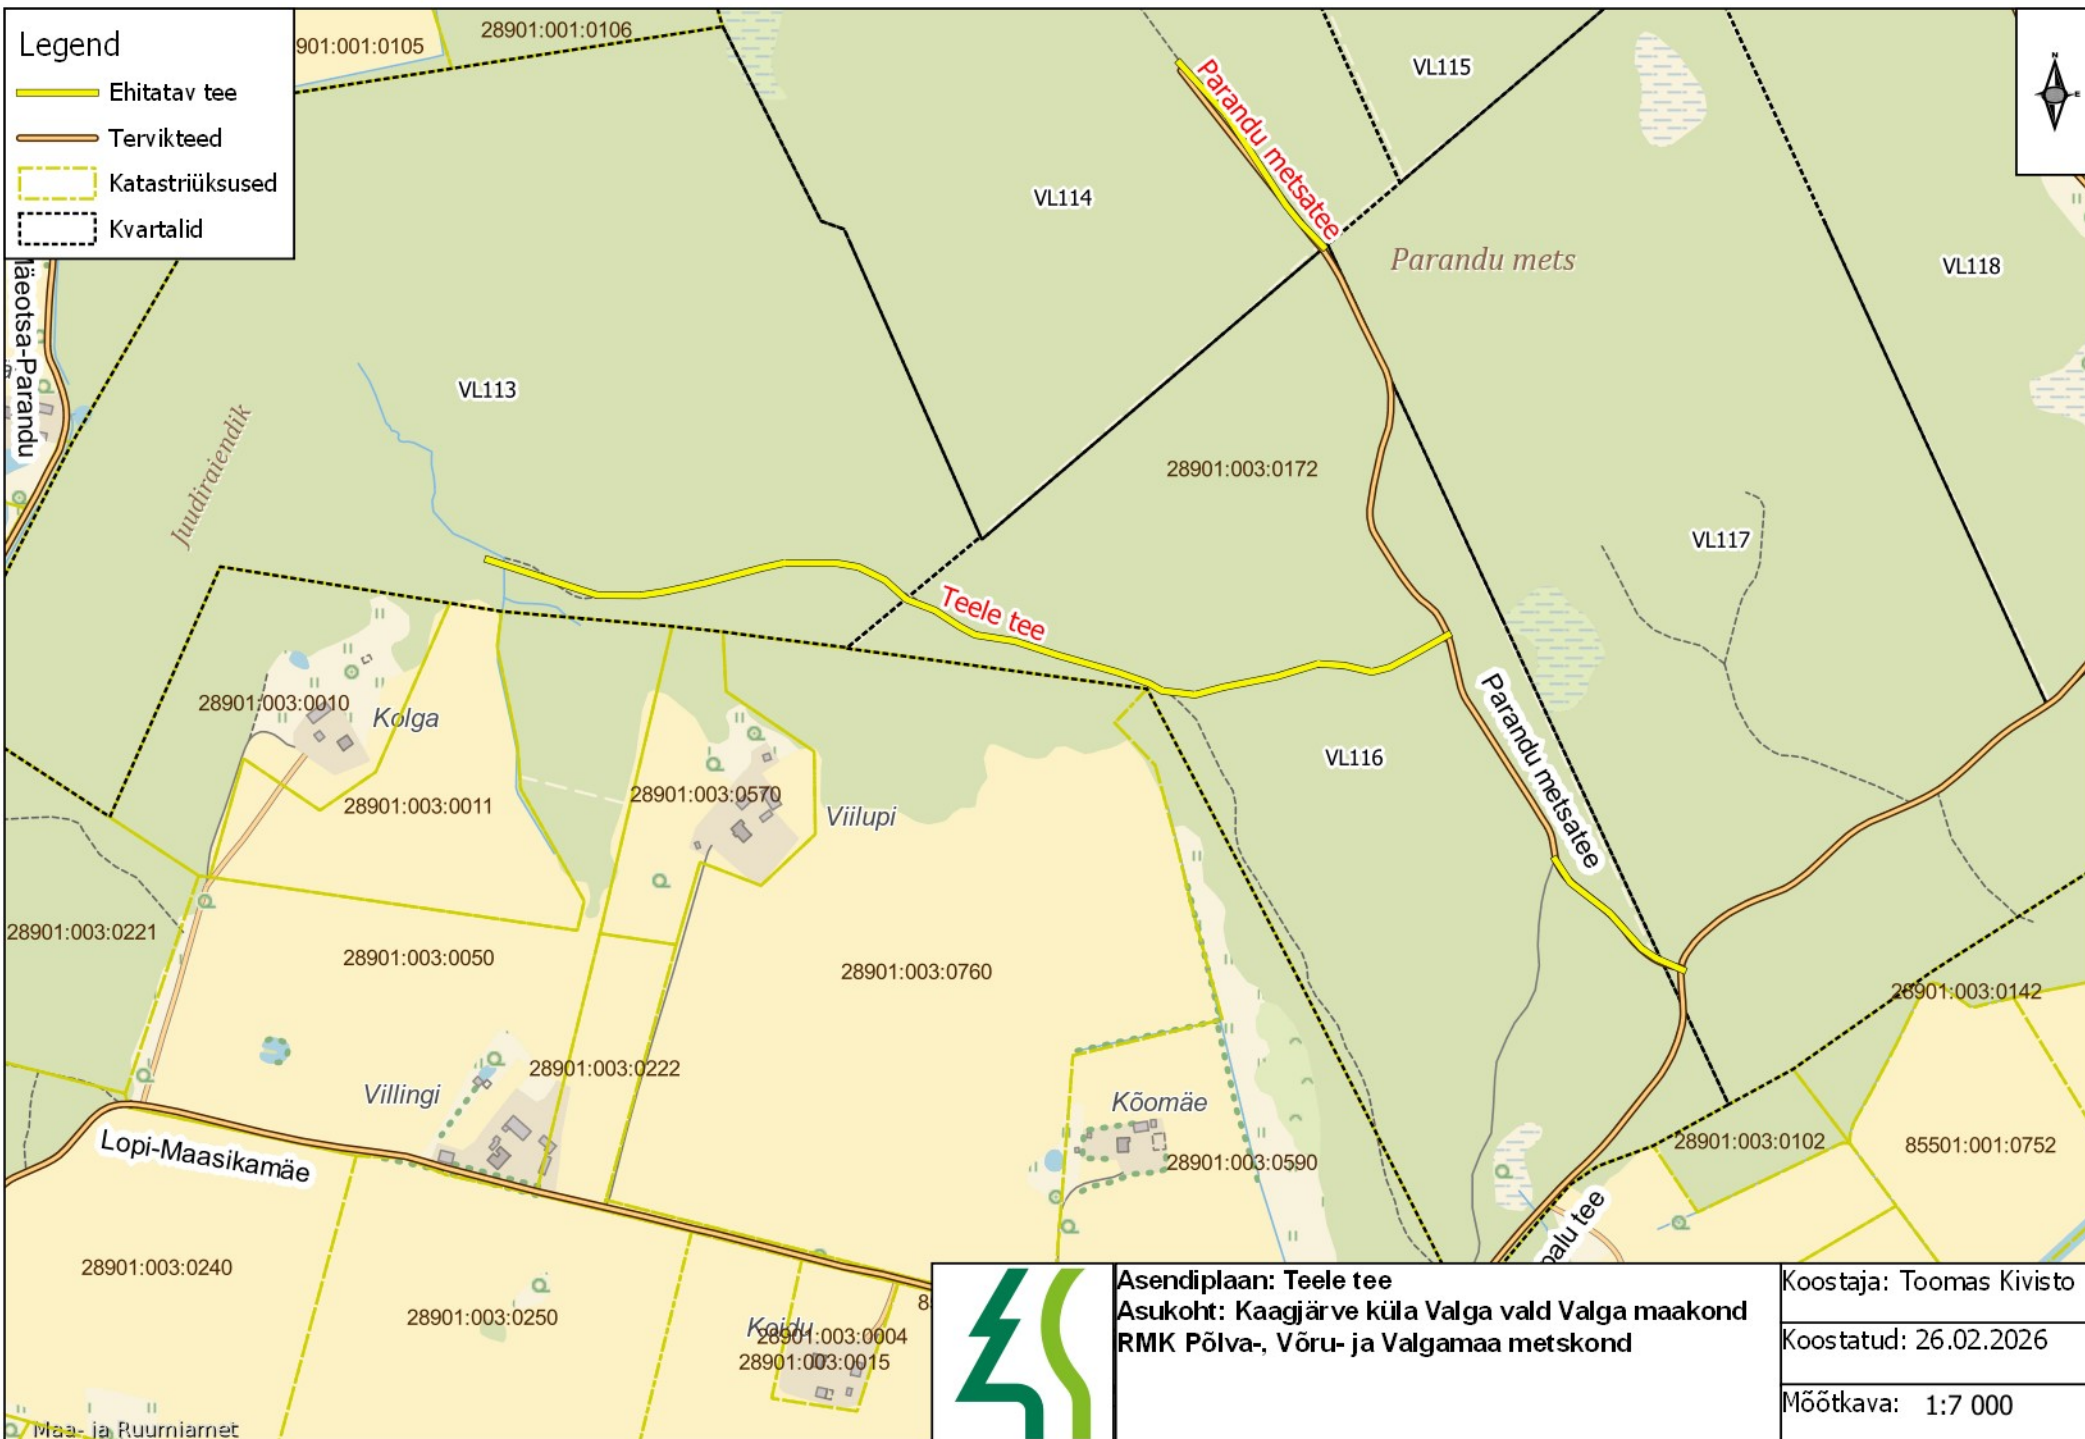 Legend
Ehitatav tee
Tervikteed
Katastriüksused
Kvartalid
901:001:0105
28901:001:0106
N
E
VL115
Parandu metsatee
VL114
Parandu mets
VL118
Mäeotsa-Parandu
VL113
Juudiraiendik
28901:003:0172
VL117
Teele tee
28901:003:0010
Kolga
Parandu metsatee
VL116
28901:003:0011
28901:003:0570
Viilupi
28901:003:0221
28901:003:0050
28901:003:0760
28901:003:0142
28901:003:0222
Villingi
Kõomäe
Lopi-Maasikamäe
28901:003:0590
28901:003:0102
85501:001:0752
palu tee
28901:003:0240
28901:003:0250
Koidu
28901:003:0004
28901:003:0015
Maa- ja Ruumiamet
Asendiplaan: Teele tee
Asukoht: Kaagjärve küla Valga vald Valga maakond
RMK Põlva-, Võru- ja Valgamaa metskond
Koostaja: Toomas Kivisto
Koostatud: 26.02.2026
Mõõtkava: 1:7 000